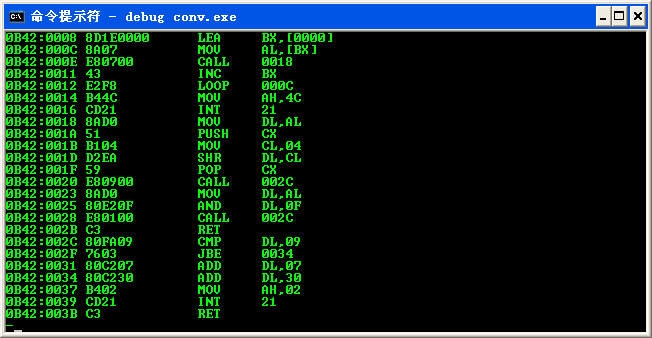 命令提示符 - debug conv.exe
0B42:0008 8D1E0000 LEA BX,[0000]
0B42:000C 8A07 MOV AL,[BX]
0B42:000E E80700 CALL 0018
0B42:0011 43 INC BX
0B42:0012 E2F8 LOOP 000C
0B42:0014 B44C MOV AH,4C
0B42:0016 CD21 INT 21
0B42:0018 8AD0 MOV DL,AL
0B42:001A 51 PUSH CX
0B42:001B B104 MOV CL,04
0B42:001D D2EA SHR DL,CL
0B42:001F 59 POP CX
0B42:0020 E80900 CALL 002C
0B42:0023 8AD0 MOV DL,AL
0B42:0025 80E20F AND DL,0F
0B42:0028 E80100 CALL 002C
0B42:002B C3 RET
0B42:002C 80FA09 CMP DL,09
0B42:002F 7603 JBE 0034
0B42:0031 80C207 ADD DL,07
0B42:0034 80C230 ADD DL,30
0B42:0037 B402 MOV AH,02
0B42:0039 CD21 INT 21
0B42:003B C3 RET
-_